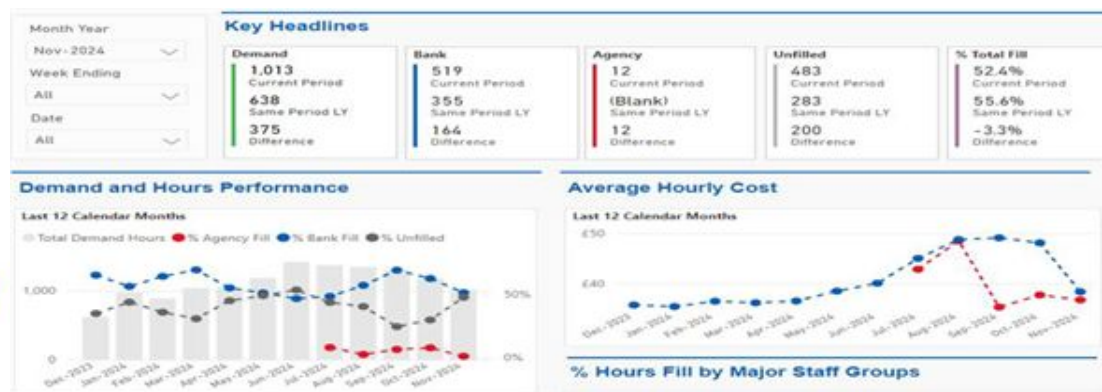 Month Year
Nov-2024
Week Ending
All
Date
All
Key Headlines
Demand
1,013
Current Period
638
Same Period LY
375
Difference
Bank
519
Current Period
355
Same Period LY
164
Difference
Agency
12
Current Period
(Blank)
Same Period LY
12
Difference
Unfilled
483
Current Period
283
Same Period LY
200
Difference
% Total Fill
52.4%
Current Period
55.6%
Same Period LY
-3.3%
Difference
Demand and Hours Performance
Last 12 Calendar Months
Total Demand Hours % Agency Fill % Bank Fill % Unfilled
1,000
50%
0
0%
Dec-2023 Jan-2024 Feb-2024 Mar-2024 Apr-2024 May-2024 Jun-2024 Jul-2024 Aug-2024 Sep-2024 Oct-2024 Nov-2024
Average Hourly Cost
Last 12 Calendar Months
£50
£40
Dec-2023 Jan-2024 Feb-2024 Mar-2024 Apr-2024 May-2024 Jun-2024 Jul-2024 Aug-2024 Sep-2024 Oct-2024 Nov-2024
% Hours Fill by Major Staff Groups